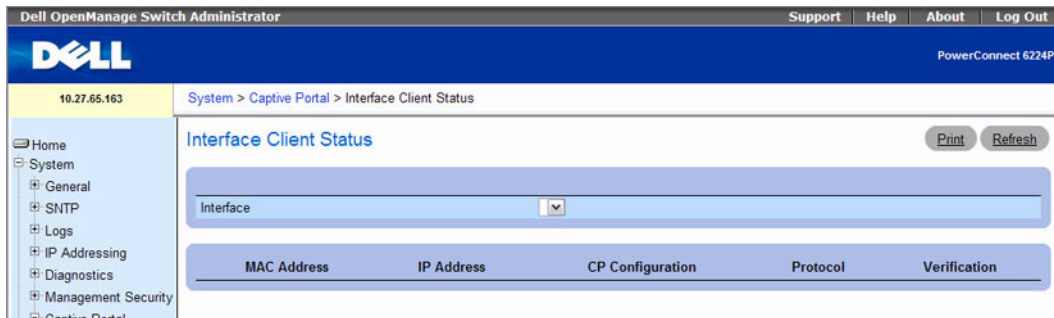 Dell OpenManage Switch Administrator
Support Help About Log Out
DELL
PowerConnect 6224P
10.27.65.163
System > Captive Portal > Interface Client Status
Home
System
General
SNTP
Logs
IP Addressing
Diagnostics
Management Security
Captive Portal
Interface Client Status
Print Refresh
Interface
MAC Address IP Address CP Configuration Protocol Verification